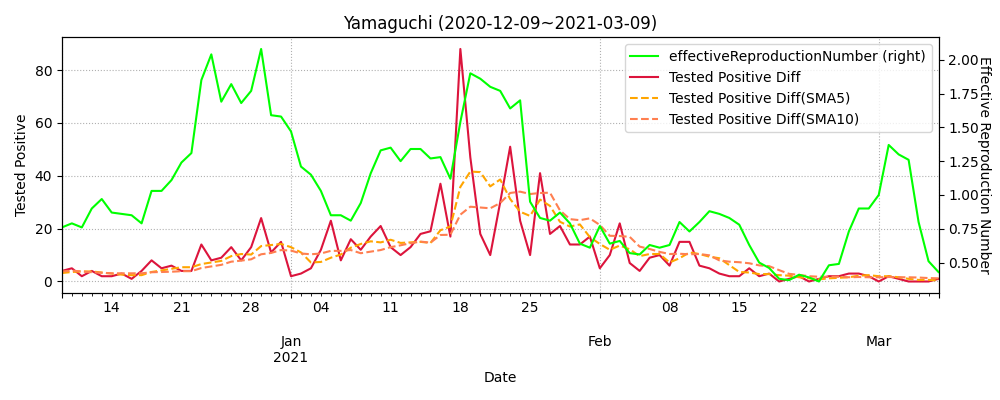 Yamaguchi (2020-12-09~2021-03-09)
effectiveReproductionNumber (right)
Tested Positive Diff
Tested Positive Diff(SMA5)
Tested Positive Diff(SMA10)
Tested Positive
80
60
40
20
0
Effective Reproduction Number
2.00
1.75
1.50
1.25
1.00
0.75
0.50
14 21 28 04 11 18 25 08 15 22
Jan Feb Mar
2021
Date